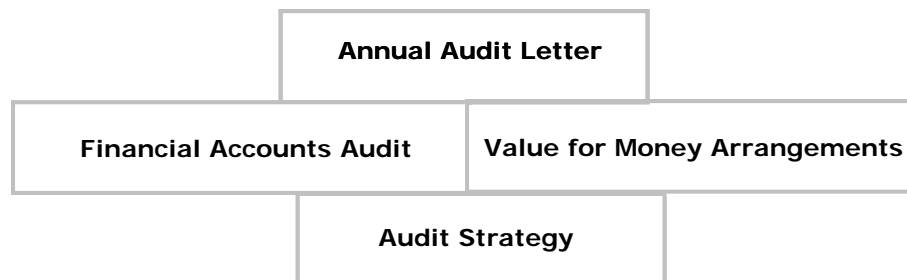 Annual Audit Letter
Financial Accounts Audit
Value for Money Arrangements
Audit Strategy